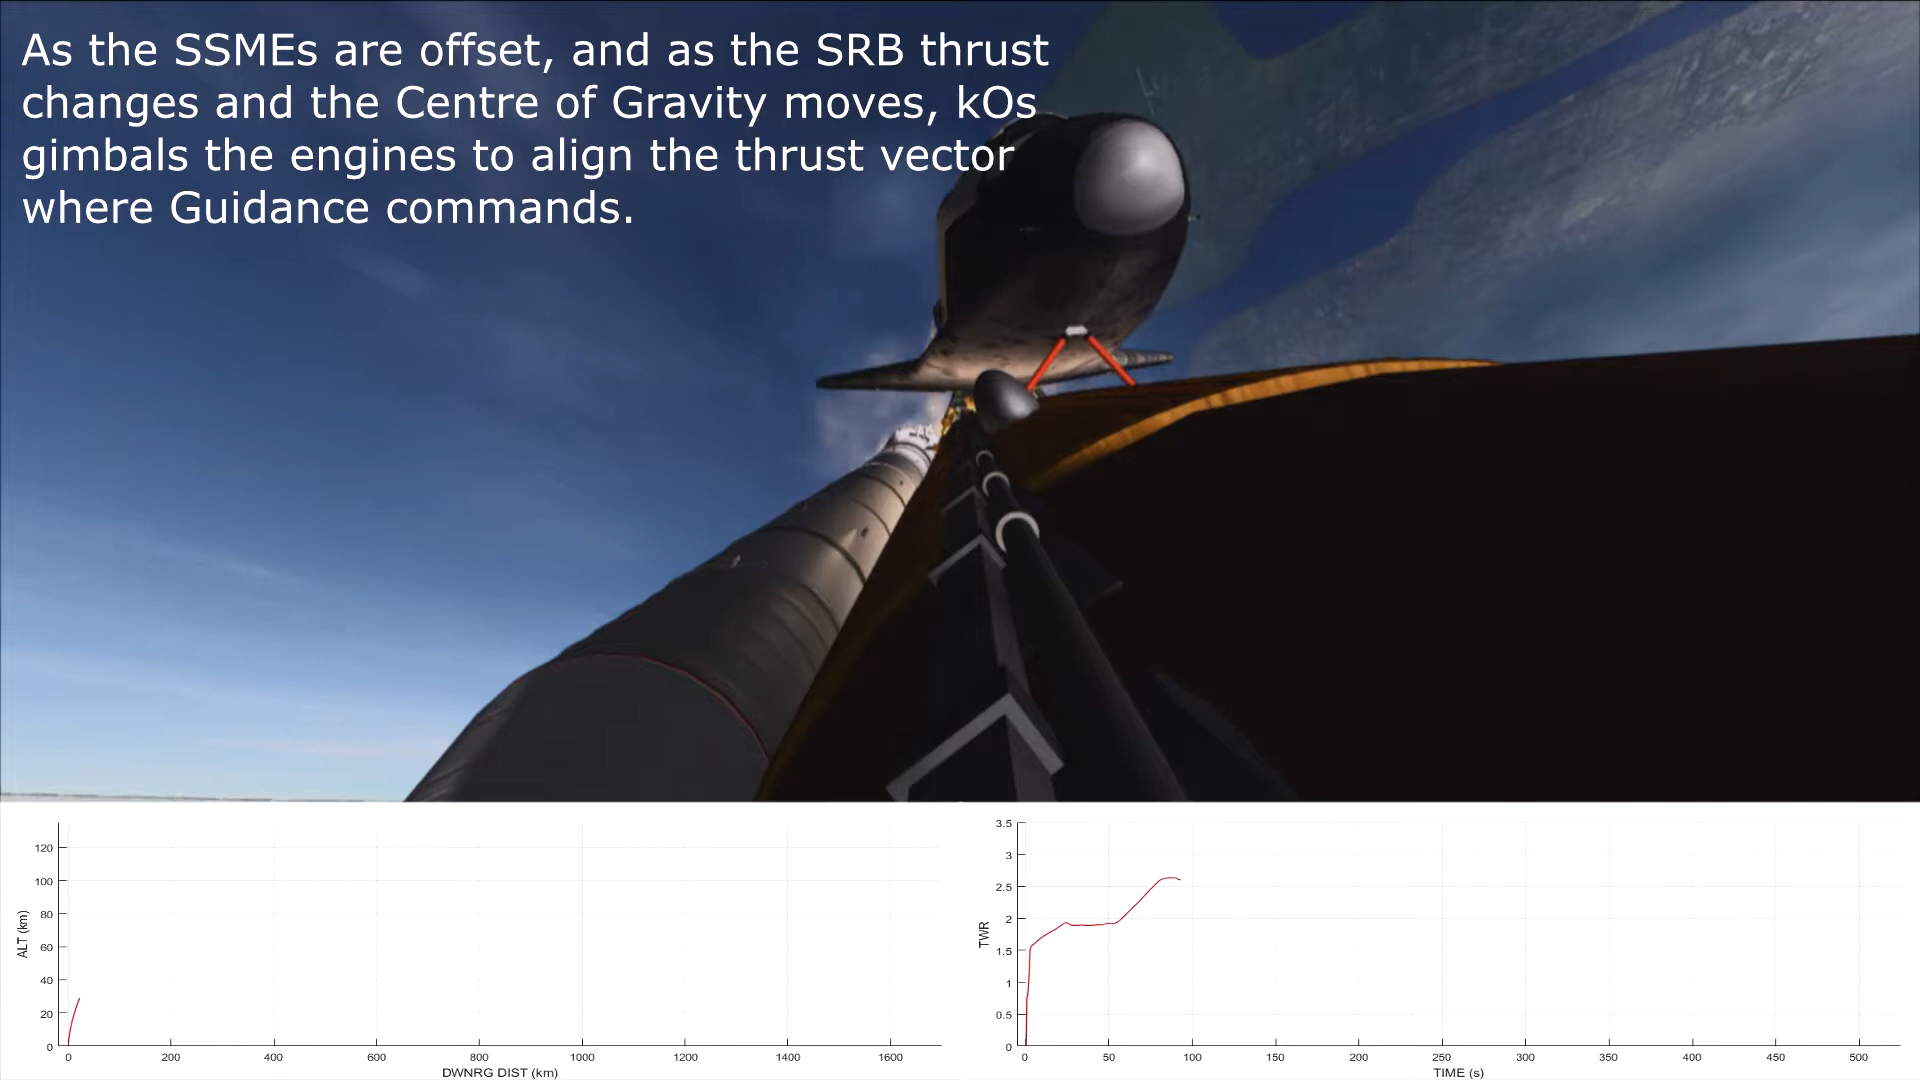 As the SSMEs are offset, and as the SRB thrust
changes and the Centre of Gravity moves, kOs
gimbals the engines to align the thrust vector
where Guidance commands.
120
100
80
60
40
20
0
ALT (km)
0 200 400 600 800 1000 1200 1400 1600
DWNRG DIST (km)
3.5
3
2.5
2
1.5
1
0.5
0
TWR
0 50 100 150 200 250 300 350 400 450 500
TIME (s)